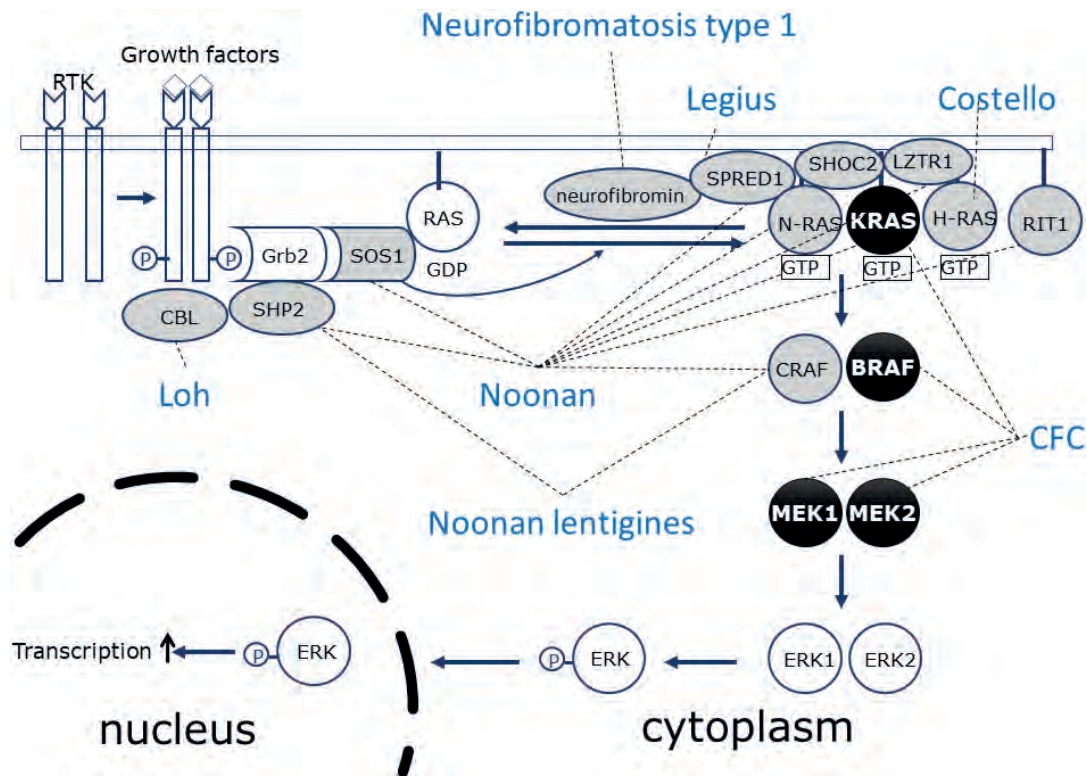 Neurofibromatosis type 1
Growth factors
RTK
Legius
Costello
SHOC2
LZTR1
SPRED1
neurofibromin
RAS
N-RAS
KRAS
H-RAS
RIT1
P
P
Grb2
SOS1
GDP
GTP
GTP
GTP
CBL
SHP2
CRAF
BRAF
Loh
Noonan
CFC
MEK1
MEK2
Noonan lentigines
Transcription
P
ERK
P
ERK
ERK1
ERK2
nucleus
cytoplasm